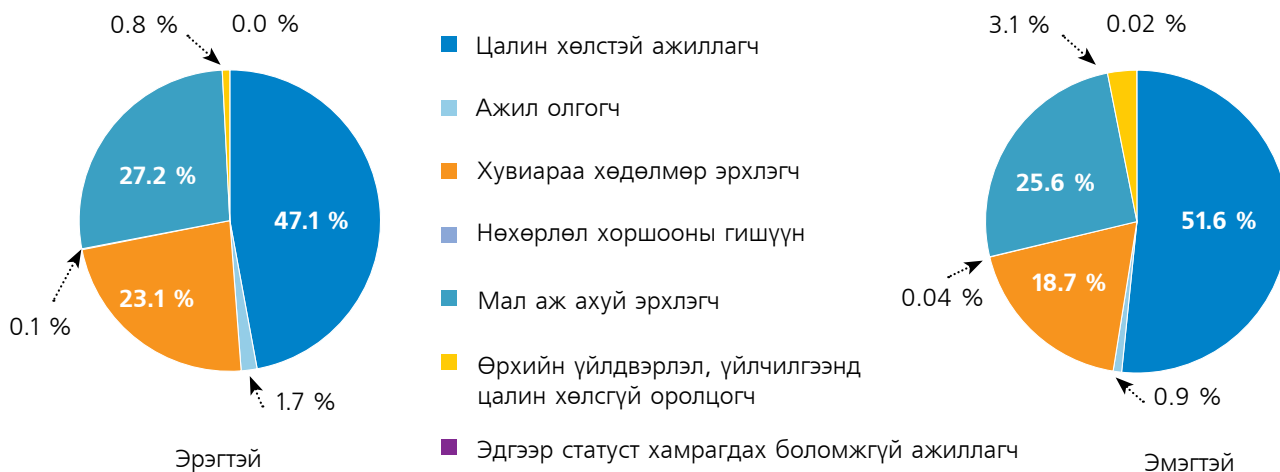 0.8 %
0.0 %
27.2 %
47.1 %
23.1 %
0.1 %
1.7 %
Эрэгтэй
Цалин хөлстэй ажиллагч
Ажил олгогч
Хувиараа хөдөлмөр эрхлэгч
Нөхөрлөл хоршооны гишүүн
Мал аж ахуй эрхлэгч
Өрхийн үйлдвэрлэл, үйлчилгээнд
цалин хөлсгүй оролцогч
Эдгээр статуст хамрагдах боломжгүй ажиллагч
3.1 %
0.02 %
25.6 %
51.6 %
18.7 %
0.04 %
0.9 %
Эмэгтэй